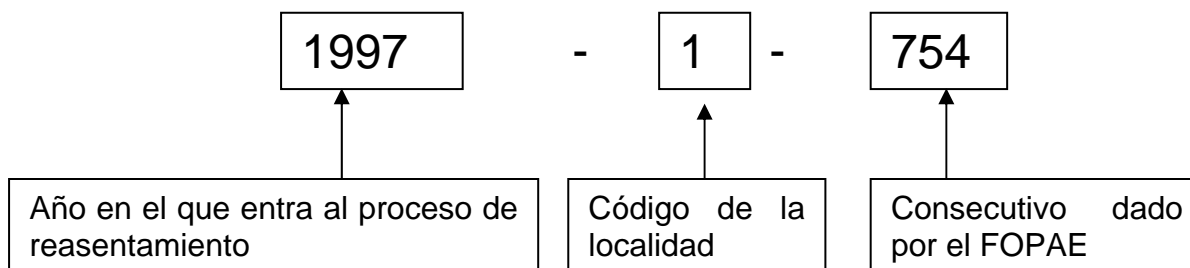 1997 - 1 - 754
Año en el que entra al proceso de
reasentamiento
Código de la
localidad
Consecutivo dado
por el FOPAE